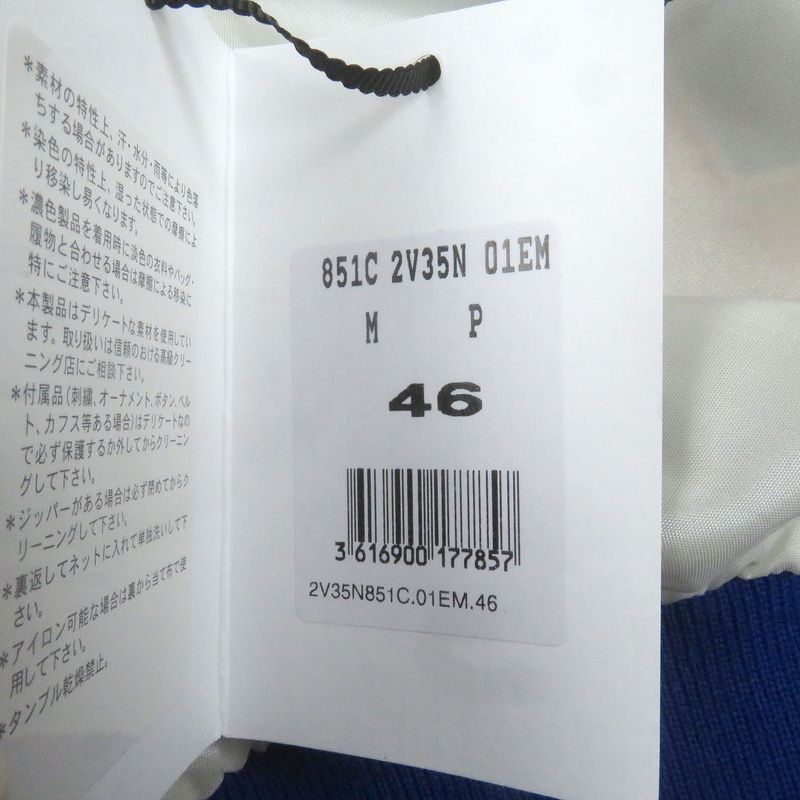 *素材の特性上、汗・水分・雨等により色落
ちする場合がありますのでご注意下さい。
*染色の特性上、湿った状態での摩擦によ
り移染し易くなります。
*濃色製品を着用時に淡色の衣料やバッグ・
履物と合わせる場合は摩擦による移染に
特にご注意下さい。
*本製品はデリケートな素材を使用してい
ます。取り扱いは信頼のおける高級クリー
ニング店にご相談下さい。
*付属品(刺繍、オーナメント、ボタン、ベル
ト、カフス等ある場合)はデリケートなの
で必ず保護するか外してからクリーニン
グして下さい。
*ジッパーがある場合は必ず閉めてからク
リーニングして下さい。
*裏返してネットに入れて単独洗いして下
さい。
*アイロン可能な場合は裏から当て布で使
用して下さい。
*タンブル乾燥禁止。
851C 2V35N 01EM
M P
46
3 616900 177857
2V35N851C.01EM.46